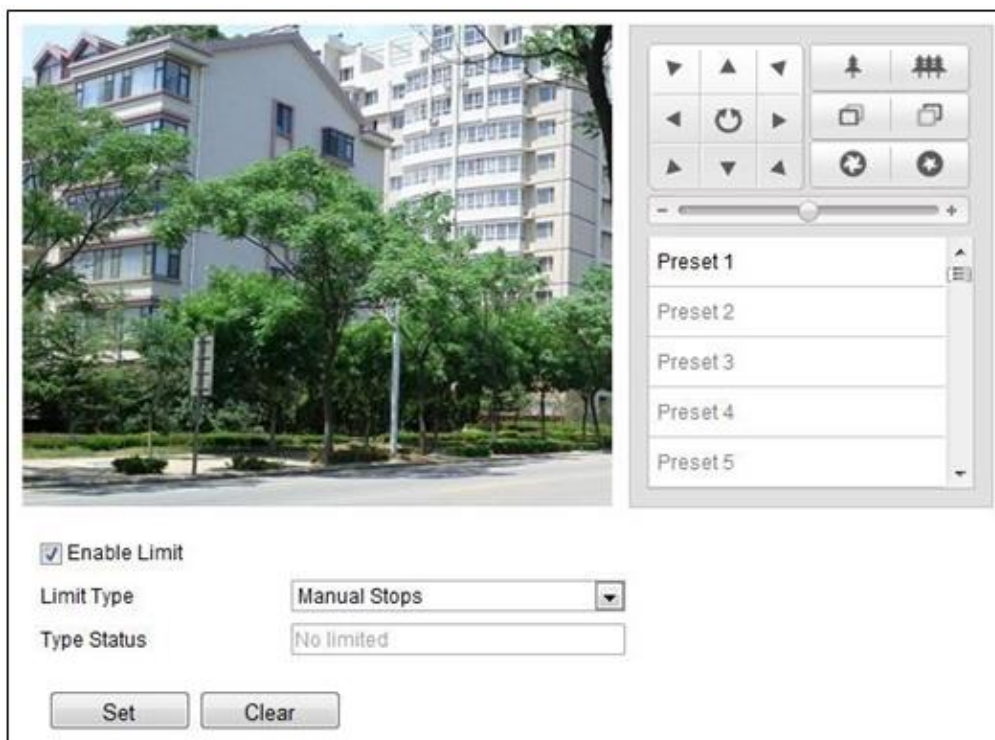 Preset 1
Preset 2
Preset 3
Preset 4
Preset 5
Enable Limit
Limit Type
Manual Stops
Type Status
No limited
Set
Clear